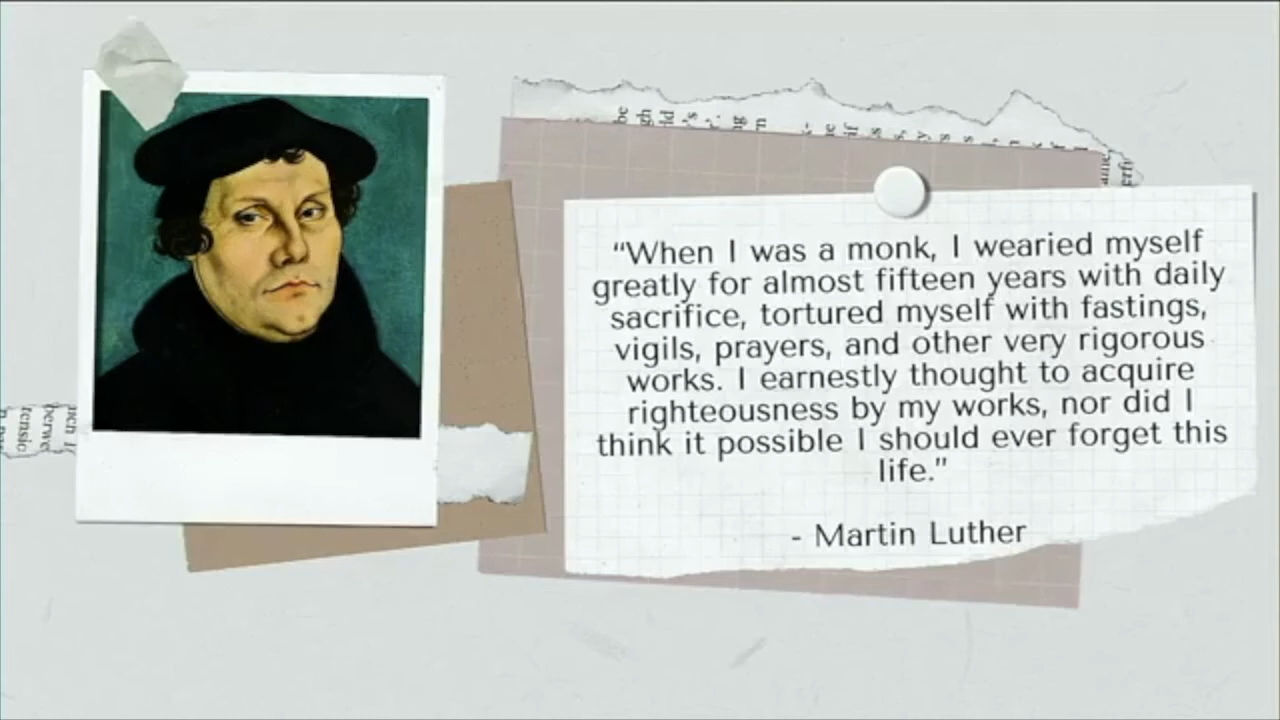 “When I was a monk, I wearied myself
greatly for almost fifteen years with daily
sacrifice, tortured myself with fastings,
vigils, prayers, and other very rigorous
works. I earnestly thought to acquire
righteousness by my works, nor did I
think it possible I should ever forget this
life.”
- Martin Luther